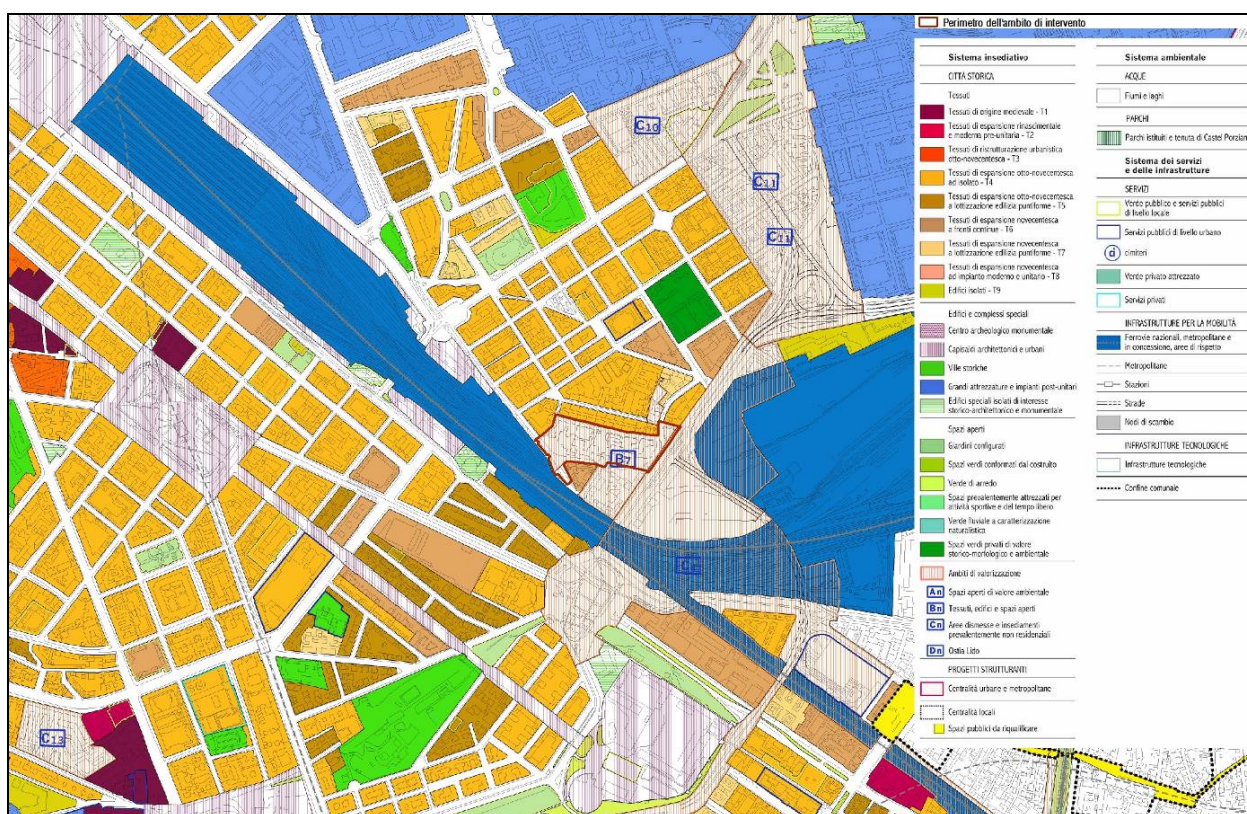 Perimetro dell'ambito di intervento
Sistema insediativo
CITTÀ STORICA
Tessuti
Tessuti di origine medievale - T1
Tessuti di espansione rinascimentale
e moderna pre-unitaria - T2
Tessuti di ristrutturazione urbanistica
otto-novecentesca - T3
Tessuti di espansione otto-novecentesca
ad isolato - T4
Tessuti di espansione otto-novecentesca
a lottizzazione edilizia puntiforme - T5
Tessuti di espansione novecentesca
a fronti continue - T6
Tessuti di espansione novecentesca
a lottizzazione edilizia puntiforme - T7
Tessuti di espansione novecentesca
ad impianto moderno e unitario - T8
Edifici isolati - T9
Edifici e complessi speciali
Centro archeologico monumentale
Capisaldi architettonici e urbani
Ville storiche
Grandi attrezzature e impianti post-unitari
Edifici speciali isolati di interesse
storico-architettonico e monumentale
Spazi aperti
Giardini configurati
Spazi verdi conformati dal costruito
Verde di arredo
Spazi prevalentemente attrezzati per
attività sportive e del tempo libero
Verde fluviale a caratterizzazione
naturalistica
Spazi verdi privati di valore
storico-morfologico e ambientale
Ambiti di valorizzazione
An Spazi aperti di valore ambientale
Bn Tessuti, edifici e spazi aperti
Cn Aree dismesse e insediamenti
prevalentemente non residenziali
Dn Ostia Lido
PROGETTI STRUTTURANTI
Centralità urbane e metropolitane
Centralità locali
Spazi pubblici da riqualificare
Sistema ambientale
ACQUE
Fiumi e laghi
PARCHI
Parchi istituiti e tenuta di Castel Porzian
Sistema dei servizi
e delle infrastrutture
SERVIZI
Verde pubblico e servizi pubblici
di livello locale
Servizi pubblici di livello urbano
d cimiteri
Verde privato attrezzato
Servizi privati
INFRASTRUTTURE PER LA MOBILITÀ
Ferrovie nazionali, metropolitane e
in concessione, aree di rispetto
Metropolitane
Stazioni
Strade
Nodi di scambio
INFRASTRUTTURE TECNOLOGICHE
Infrastrutture tecnologiche
Confine comunale
C10
C11
C11
B7
C13